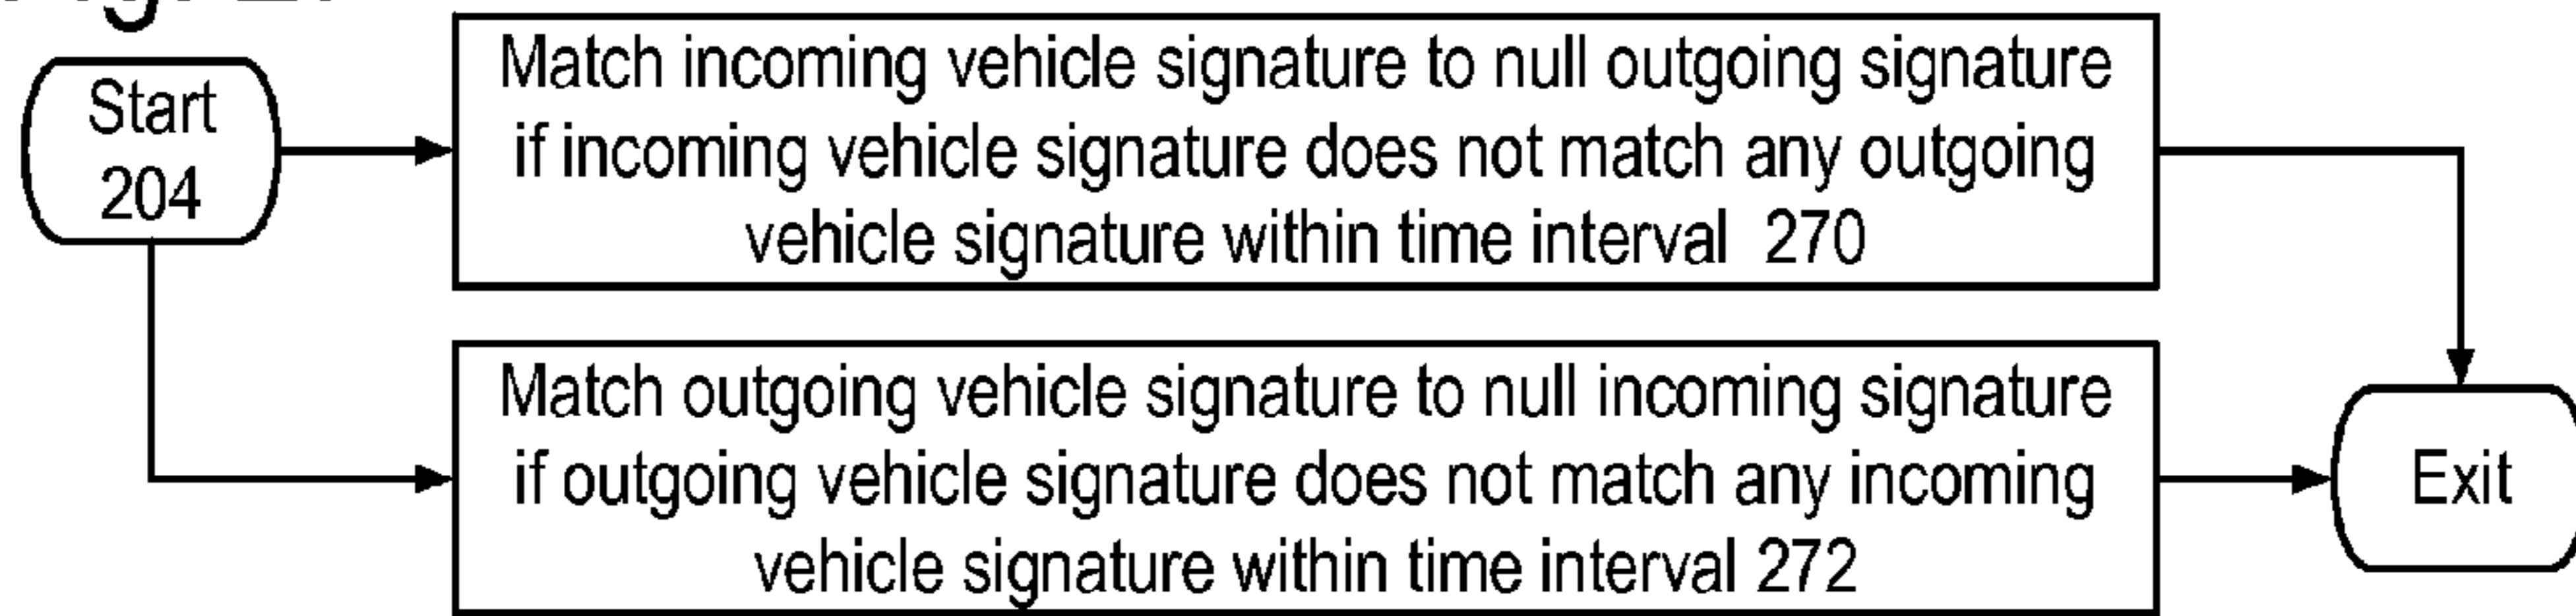 Start
204
Match incoming vehicle signature to null outgoing signature
if incoming vehicle signature does not match any outgoing
vehicle signature within time interval 270
Match outgoing vehicle signature to null incoming signature
if outgoing vehicle signature does not match any incoming
vehicle signature within time interval 272
Exit